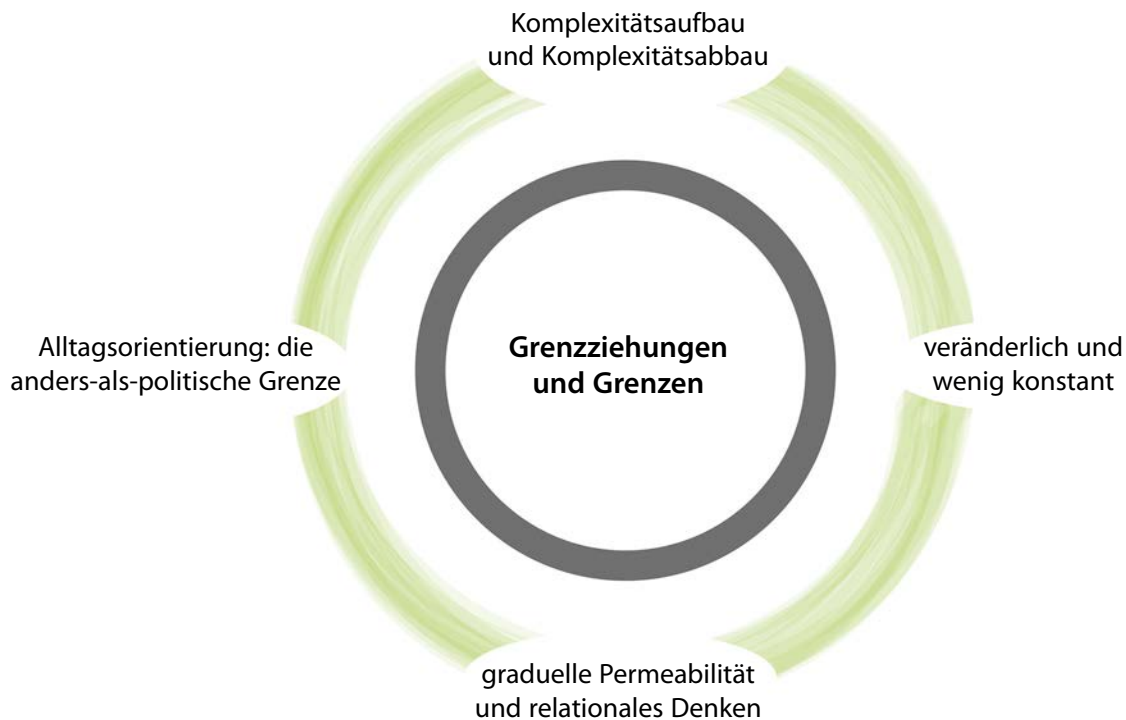 Komplexitätsaufbau
und Komplexitätsabbau
Alltagsorientierung: die
anders-als-politische Grenze
Grenzziehungen
und Grenzen
veränderlich und
wenig konstant
graduelle Permeabilität
und relationales Denken